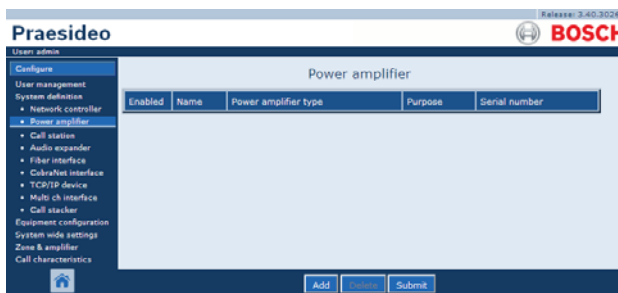 Release: 3.40.3024
Praesideo
BOSCH
User: admin
Configure
User management
System definition
• Network controller
• Power amplifier
• Call station
• Audio expander
• Fiber interface
• CobraNet interface
• TCP/IP device
• Multi ch interface
• Call stacker
Equipment configuration
System wide settings
Zone & amplifier
Call characteristics
Power amplifier
Enabled Name Power amplifier type Purpose Serial number
Add Delete Submit